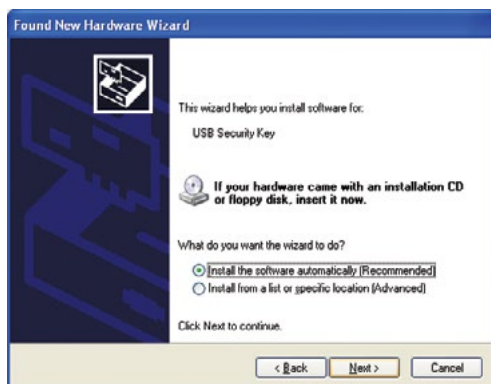 Found New Hardware Wizard
This wizard helps you install software for:
USB Security Key
If your hardware came with an installation CD
or floppy disk, insert it now.
What do you want the wizard to do?
Install the software automatically (Recommended)
Install from a list or specific location (Advanced)
Click Next to continue.
< Back Next > Cancel